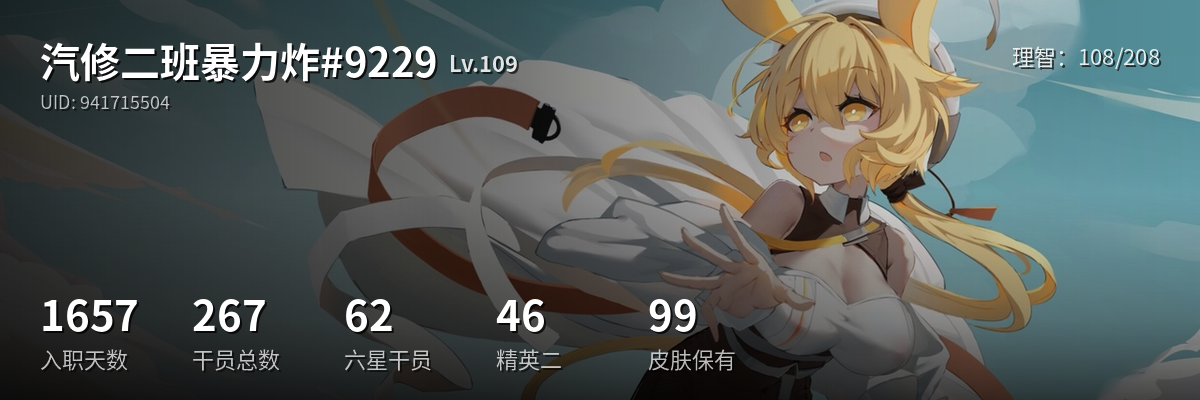 汽修二班暴力炸#9229 Lv.109
理智：108/208
UID: 941715504
1657 267 62 46 99
入职天数 干员总数 六星干员 精英二 皮肤保有